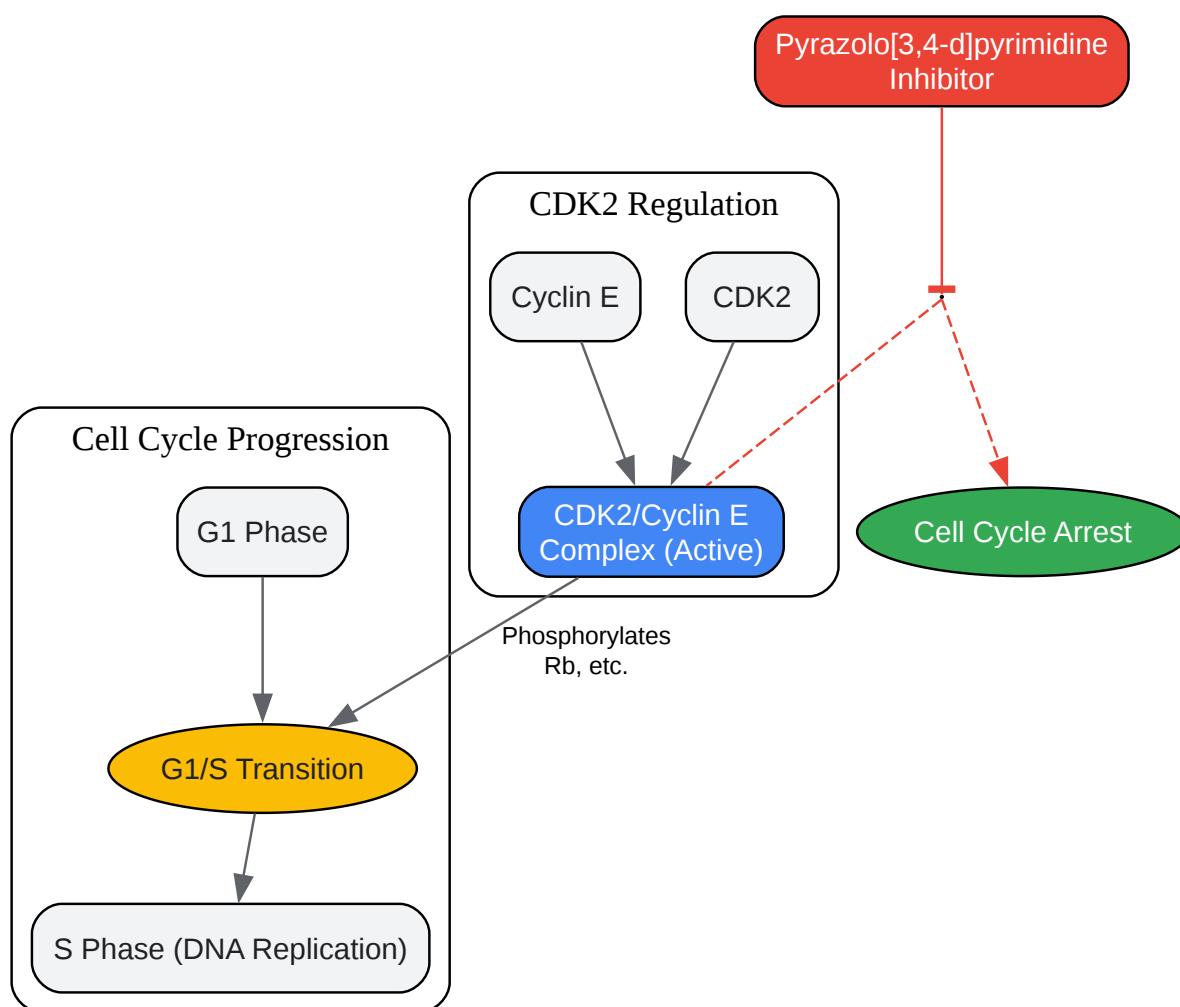 Pyrazolo[3,4-d]pyrimidine
Inhibitor
CDK2 Regulation
Cyclin E
CDK2
CDK2/Cyclin E
Complex (Active)
Cell Cycle Arrest
Phosphorylates
Rb, etc.
Cell Cycle Progression
G1 Phase
G1/S Transition
S Phase (DNA Replication)